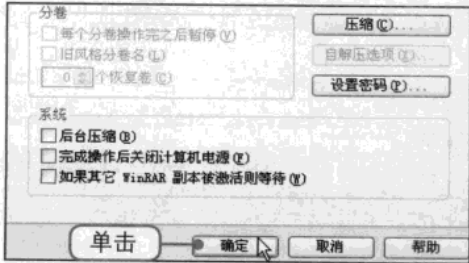 分卷
每个分卷操作完之后暂停(V)
旧风格分卷名(L)
0 个恢复卷(C)
压缩(C)...
自解压选项(X)...
设置密码(P)...
系统
后台压缩(B)
完成操作后关闭计算机电源(F)
如果其它 WinRAR 副本被激活则等待(W)
单击
确定
取消
帮助